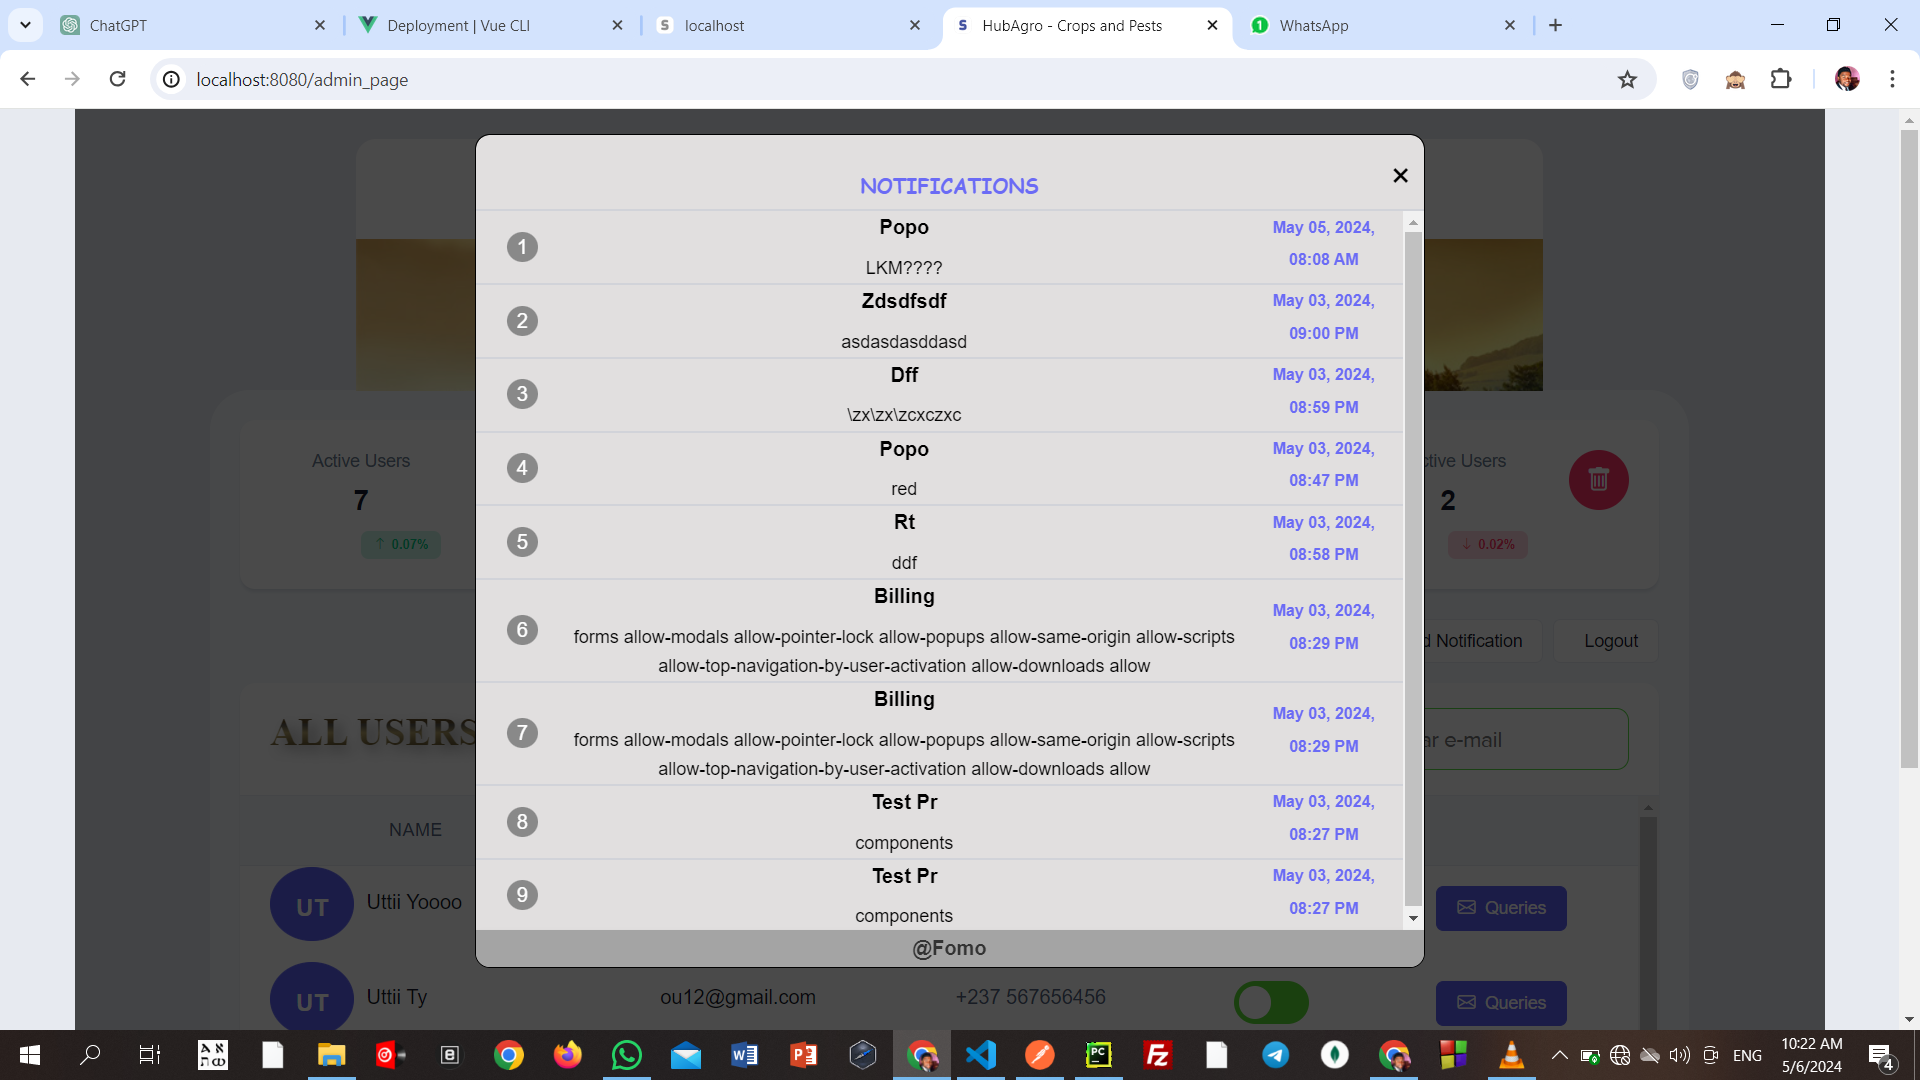 ChatGPT
Deployment | Vue CLI
localhost
HubAgro - Crops and Pests
WhatsApp
localhost:8080/admin_page
NOTIFICATIONS
1
Popo
LKM????
May 05, 2024,
08:08 AM
2
Zdsdfsdf
asdasdasddasd
May 03, 2024,
09:00 PM
3
Dff
\zx\zx\zcxczxc
May 03, 2024,
08:59 PM
4
Popo
red
May 03, 2024,
08:47 PM
5
Rt
ddf
May 03, 2024,
08:58 PM
6
Billing
forms allow-modals allow-pointer-lock allow-popups allow-same-origin allow-scripts
allow-top-navigation-by-user-activation allow-downloads allow
May 03, 2024,
08:29 PM
7
Billing
forms allow-modals allow-pointer-lock allow-popups allow-same-origin allow-scripts
allow-top-navigation-by-user-activation allow-downloads allow
May 03, 2024,
08:29 PM
8
Test Pr
components
May 03, 2024,
08:27 PM
9
Test Pr
components
May 03, 2024,
08:27 PM
@Fomo
Active Users
7
↑ 0.07%
ctive Users
2
↓ 0.02%
d Notification
Logout
ALL USERS
ar e-mail
NAME
UT
Uttii Yoooo
Queries
UT
Uttii Ty
ou12@gmail.com
+237 567656456
Queries
ENG
10:22 AM
5/6/2024
4